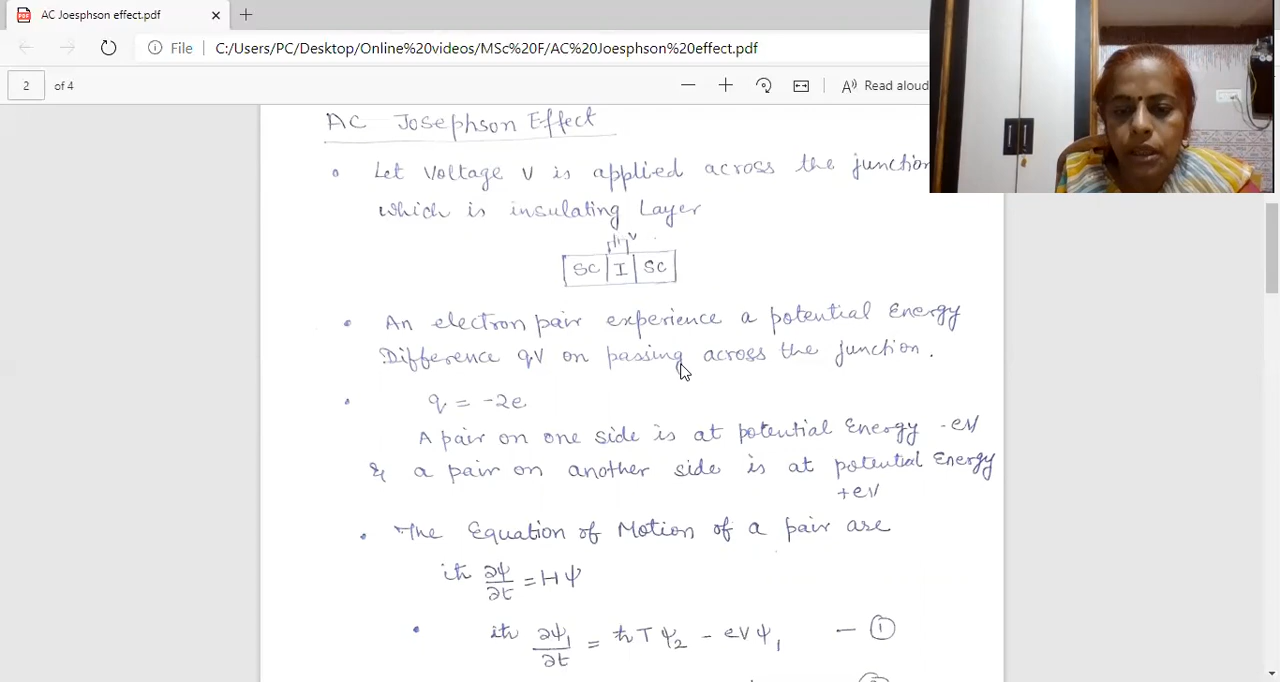 AC Joesphson effect.pdf
File
C:/Users/PC/Desktop/Online%20videos/MSc%20F/AC%20Joesphson%20effect.pdf
2 of 4
Read aloud
AC Josephson Effect
Let voltage V is applied across the junction
which is insulating Layer
V
SC I SC
An electron pair experience a potential Energy
Difference qV on passing across the junction.
q = -2e
A pair on one side is at potential Energy -eV
& a pair on another side is at potential Energy
+eV
The Equation of Motion of a pair are
iħ ∂ψ/∂t = Hψ
iħ ∂ψ₁/∂t = ħTψ₂ - eVψ₁ — ①